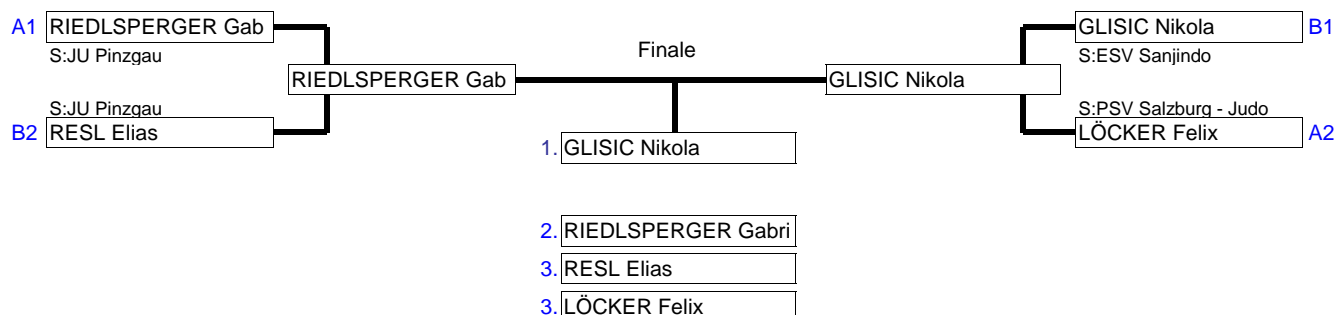 A1 RIEDLSPERGER Gab
S:JU Pinzgau
RIEDLSPERGER Gab
S:JU Pinzgau
B2 RESL Elias
Finale
GLISIC Nikola B1
S:ESV Sanjindo
GLISIC Nikola
S:PSV Salzburg - Judo
LÖCKER Felix A2
1. GLISIC Nikola
2. RIEDLSPERGER Gabri
3. RESL Elias
3. LÖCKER Felix